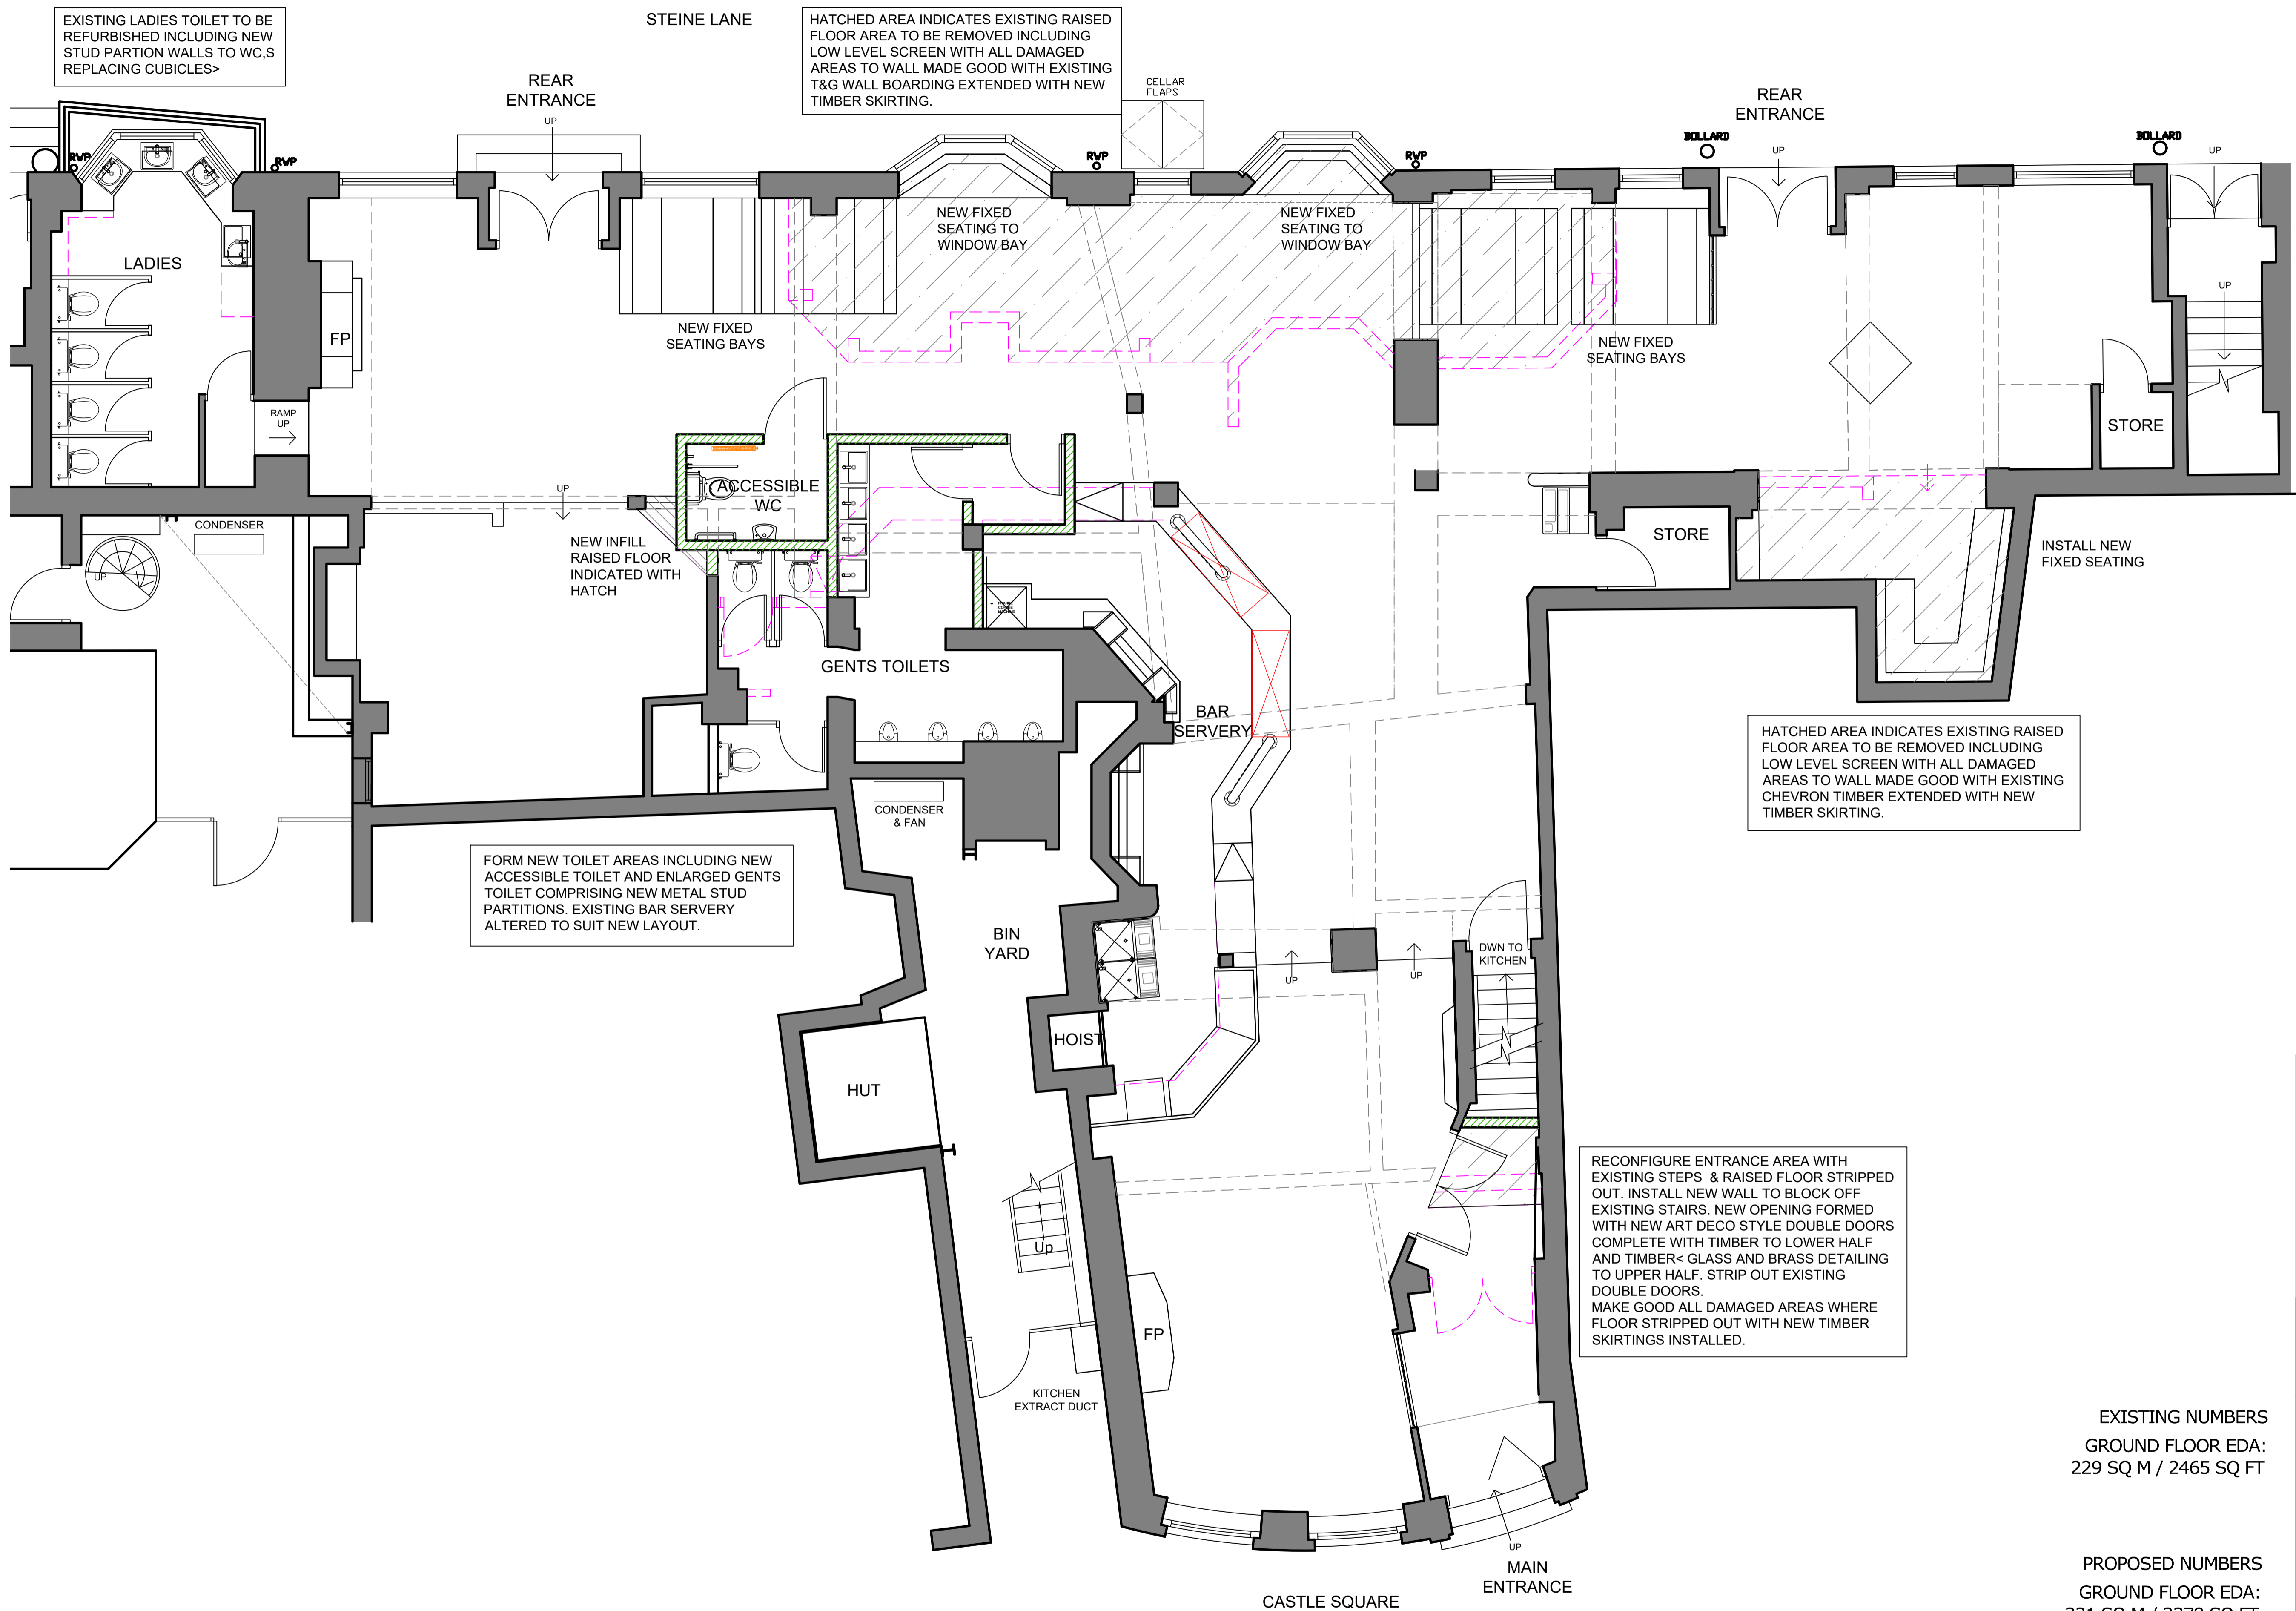 EXISTING LADIES TOILET TO BE
REFURBISHED INCLUDING NEW
STUD PARTION WALLS TO WC,S
REPLACING CUBICLES>
STEINE LANE
HATCHED AREA INDICATES EXISTING RAISED
FLOOR AREA TO BE REMOVED INCLUDING
LOW LEVEL SCREEN WITH ALL DAMAGED
AREAS TO WALL MADE GOOD WITH EXISTING
T&G WALL BOARDING EXTENDED WITH NEW
TIMBER SKIRTING.
REAR
ENTRANCE
UP
CELLAR
FLAPS
REAR
ENTRANCE
UP
BOLLARD
BOLLARD
UP
RWP
RWP
RWP
RWP
LADIES
NEW FIXED
SEATING TO
WINDOW BAY
NEW FIXED
SEATING TO
WINDOW BAY
UP
FP
NEW FIXED
SEATING BAYS
NEW FIXED
SEATING BAYS
RAMP
UP
STORE
ACCESSIBLE
WC
UP
CONDENSER
UP
NEW INFILL
RAISED FLOOR
INDICATED WITH
HATCH
STORE
INSTALL NEW
FIXED SEATING
GENTS TOILETS
BAR
SERVERY
HATCHED AREA INDICATES EXISTING RAISED
FLOOR AREA TO BE REMOVED INCLUDING
LOW LEVEL SCREEN WITH ALL DAMAGED
AREAS TO WALL MADE GOOD WITH EXISTING
CHEVRON TIMBER EXTENDED WITH NEW
TIMBER SKIRTING.
CONDENSER
& FAN
FORM NEW TOILET AREAS INCLUDING NEW
ACCESSIBLE TOILET AND ENLARGED GENTS
TOILET COMPRISING NEW METAL STUD
PARTITIONS. EXISTING BAR SERVERY
ALTERED TO SUIT NEW LAYOUT.
BIN
YARD
DWN TO
KITCHEN
UP
UP
HOIST
HUT
RECONFIGURE ENTRANCE AREA WITH
EXISTING STEPS & RAISED FLOOR STRIPPED
OUT. INSTALL NEW WALL TO BLOCK OFF
EXISTING STAIRS. NEW OPENING FORMED
WITH NEW ART DECO STYLE DOUBLE DOORS
COMPLETE WITH TIMBER TO LOWER HALF
AND TIMBER< GLASS AND BRASS DETAILING
TO UPPER HALF. STRIP OUT EXISTING
DOUBLE DOORS.
MAKE GOOD ALL DAMAGED AREAS WHERE
FLOOR STRIPPED OUT WITH NEW TIMBER
SKIRTINGS INSTALLED.
Up
FP
KITCHEN
EXTRACT DUCT
EXISTING NUMBERS
GROUND FLOOR EDA:
229 SQ M / 2465 SQ FT
UP
MAIN
ENTRANCE
CASTLE SQUARE
PROPOSED NUMBERS
GROUND FLOOR EDA: